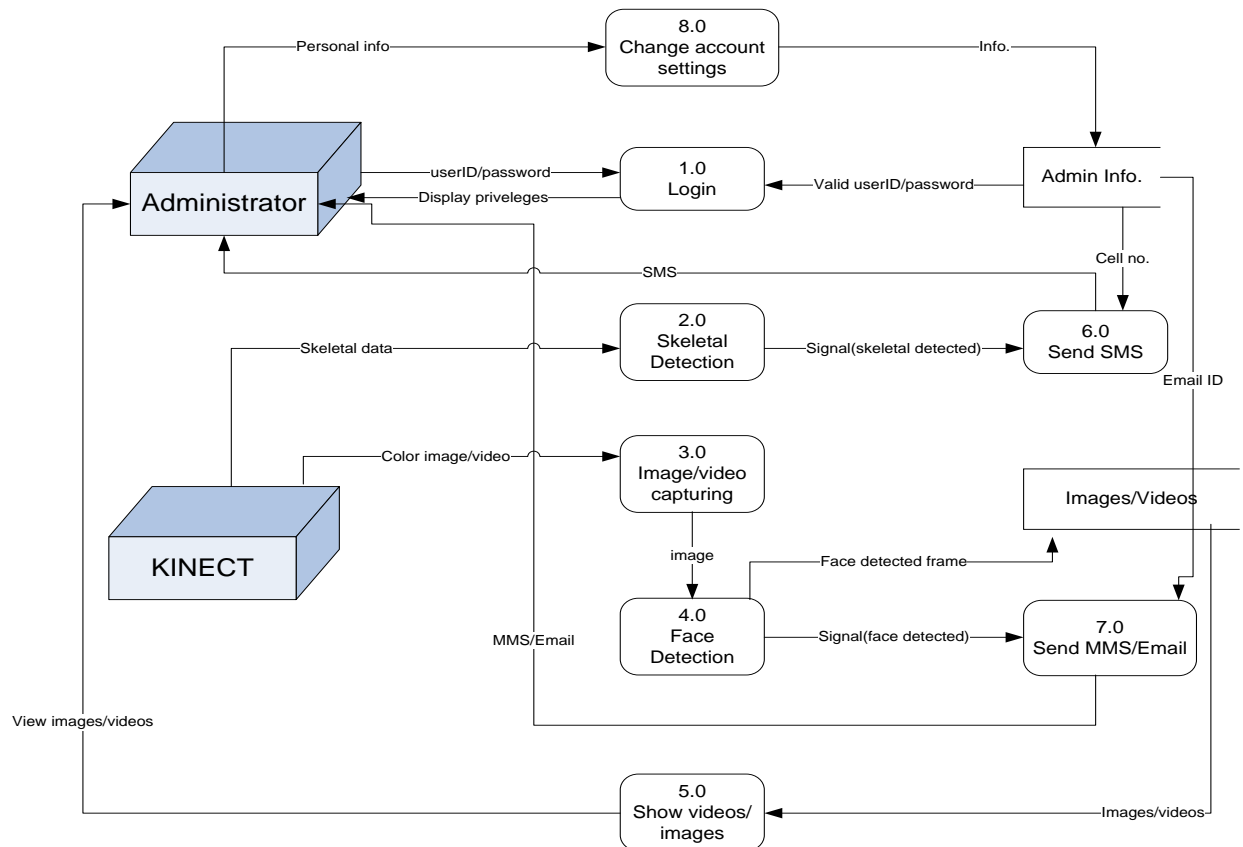 8.0
Change account
settings
Personal info
Info.
Administrator
userID/password
Display priveleges
1.0
Login
Valid userID/password
Admin Info.
Cell no.
SMS
2.0
Skeletal
Detection
Skeletal data
Signal(skeletal detected)
6.0
Send SMS
Email ID
Color image/video
3.0
Image/video
capturing
Images/Videos
KINECT
image
Face detected frame
4.0
Face
Detection
Signal(face detected)
7.0
Send MMS/Email
MMS/Email
View images/videos
5.0
Show videos/
images
Images/videos